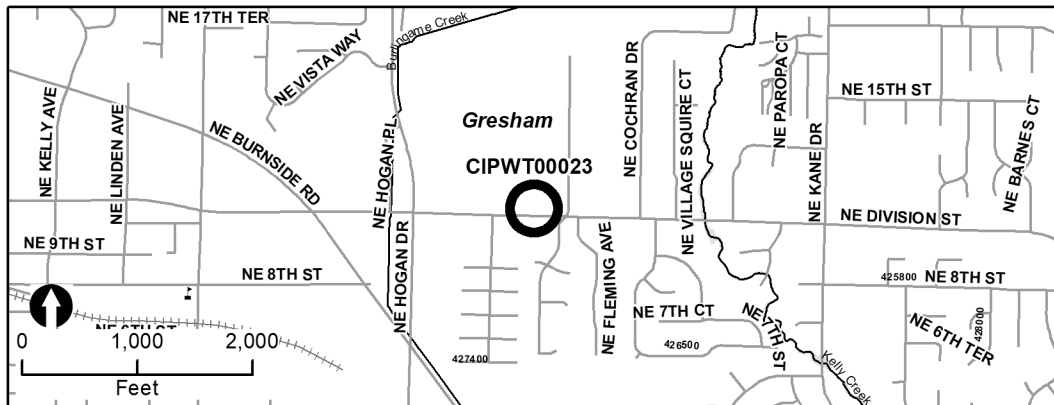 NE 17TH TER
Burlingame Creek
NE VISTA WAY
NE KELLY AVE
NE LINDEN AVE
NE BURNSIDE RD
NE HOGAN PL
Gresham
CIPWT00023
NE COCHRAN DR
NE VILLAGE SQUIRE CT
NE PAROPA CT
NE KANE DR
NE 15TH ST
NE BARNES CT
NE DIVISION ST
NE 9TH ST
NE 8TH ST
NE HOGAN DR
NE FLEMING AVE
425800
NE 8TH ST
NE 7TH CT
NE 7TH ST
NE 6TH TER
428000
NE 6TH ST
427400
426500
Kelly Creek
0 1,000 2,000
Feet